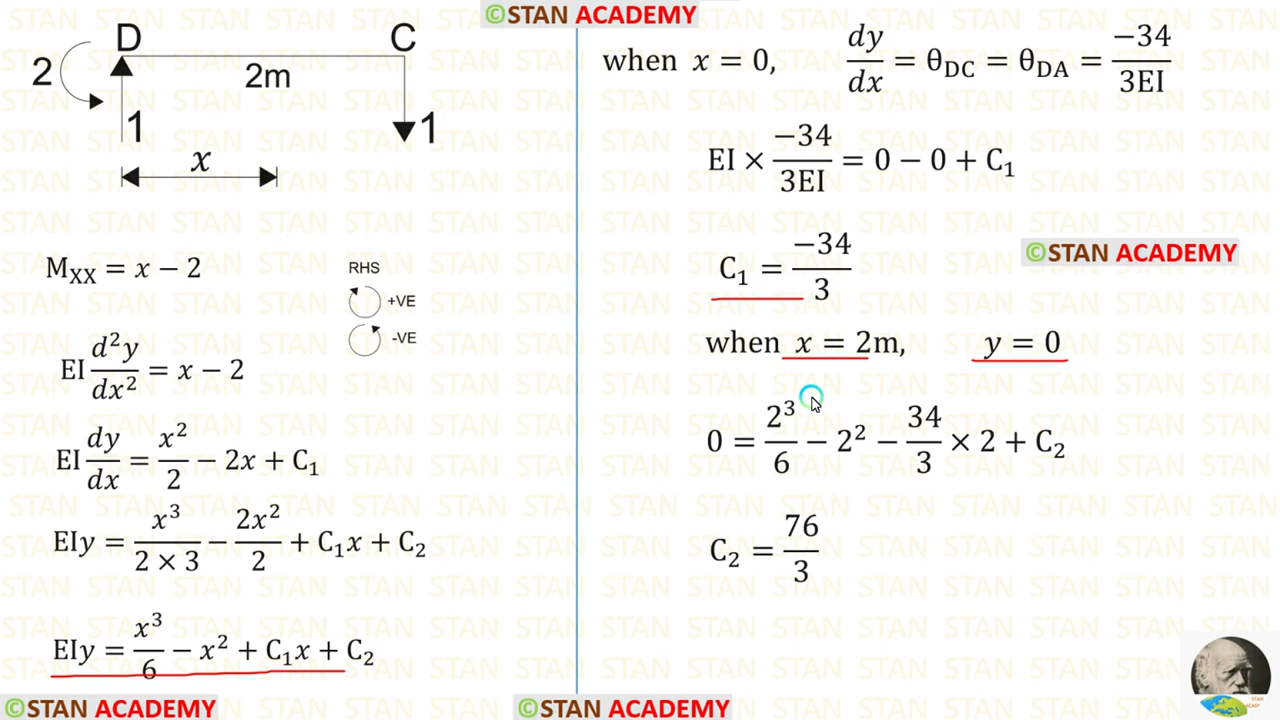 ©STAN ACADEMY
D C
2 2m
1 1
x
M_XX = x − 2
RHS
+VE
-VE
EI d²y/dx² = x − 2
EI dy/dx = x²/2 − 2x + C₁
EIy = x³/(2 × 3) − 2x²/2 + C₁x + C₂
EIy = x³/6 − x² + C₁x + C₂
when x = 0, dy/dx = θ_DC = θ_DA = −34/3EI
EI × −34/3EI = 0 − 0 + C₁
C₁ = −34/3
©STAN ACADEMY
when x = 2m, y = 0
0 = 2³/6 − 2² − 34/3 × 2 + C₂
C₂ = 76/3
©STAN ACADEMY
©STAN ACADEMY